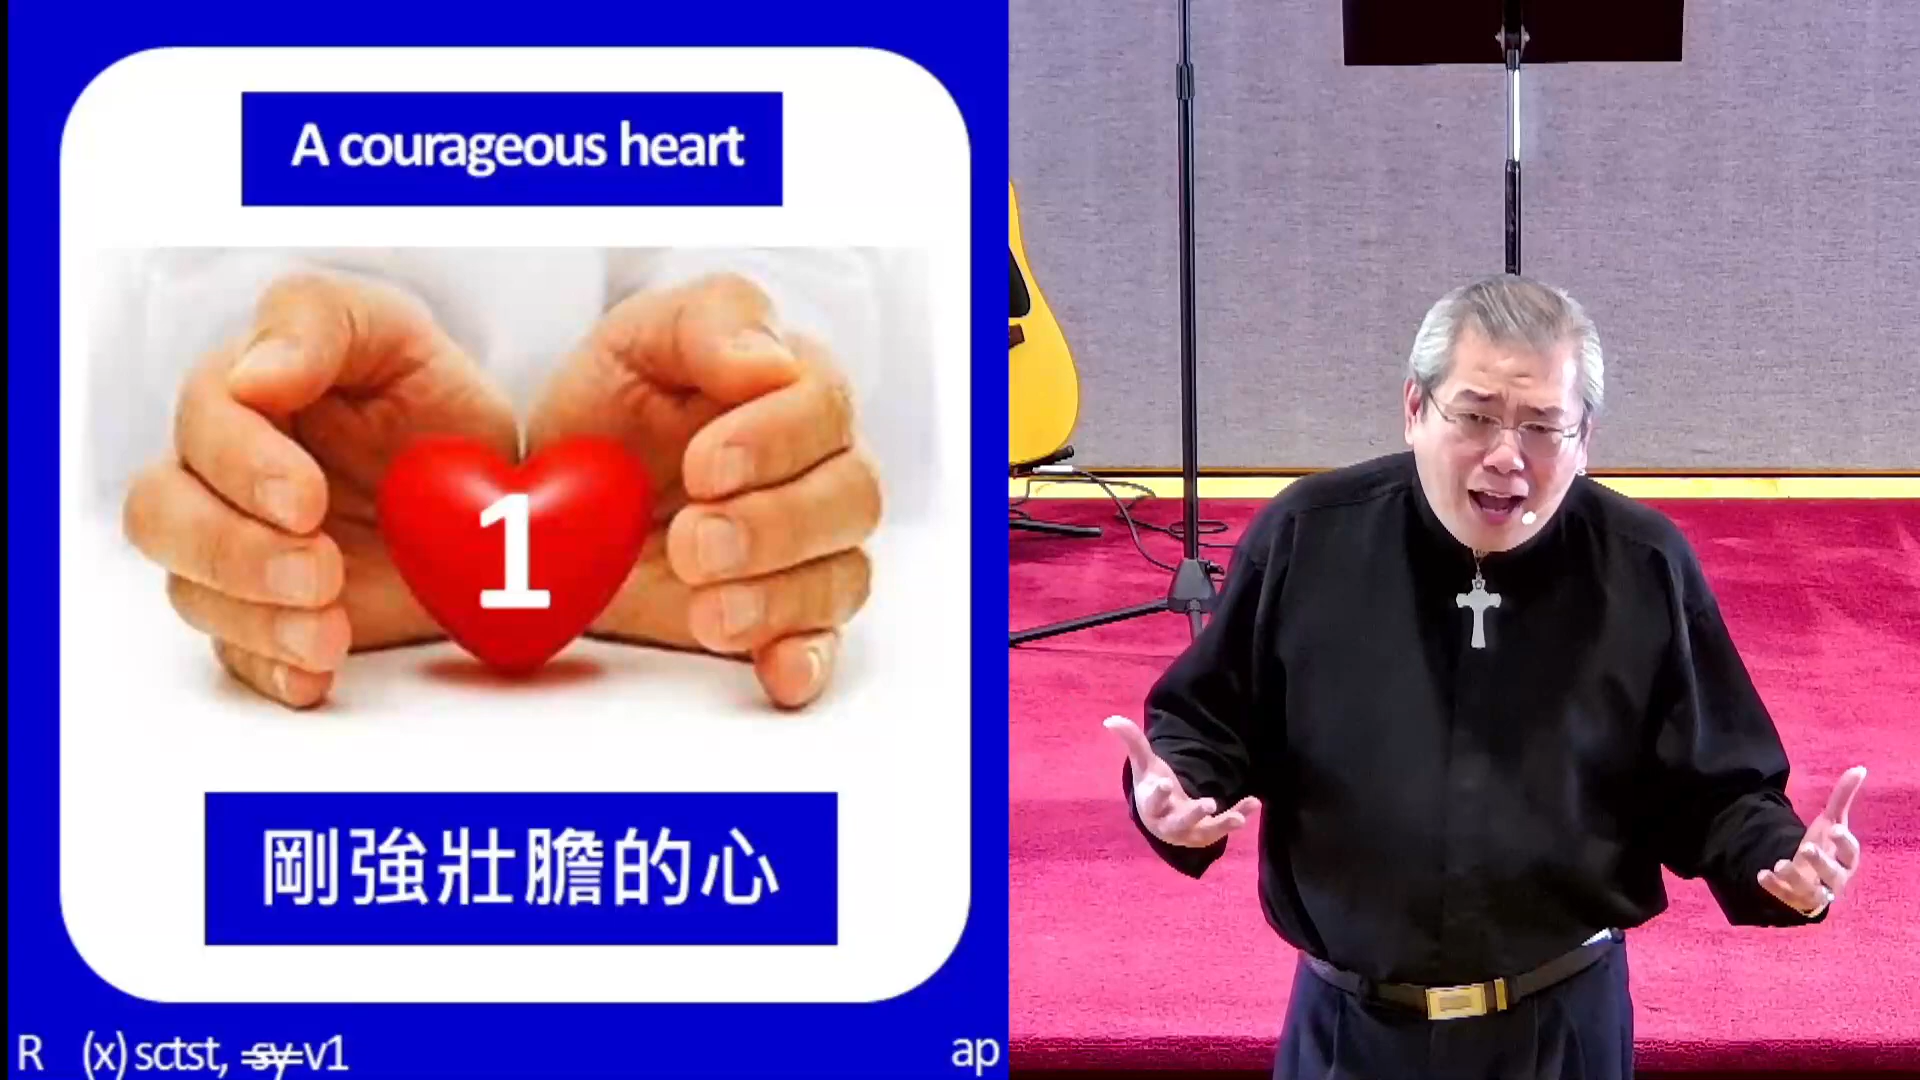 A courageous heart
1
剛強壯膽的心
R (x) sctst, sy v1
ap